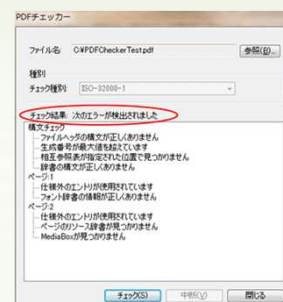 PDFチェッカー
ファイル名 C:¥PDFCheckerTest.pdf 参照(R)...
種別
チェック種別: ISO-32000-1
チェック結果: 次のエラーが検出されました
構文チェック
ファイルヘッダの構文が正しくありません
生成番号が最大値を超えています
相互参照表が指定された位置で見つかりません
辞書の構文が正しくありません
ページ:1
仕様外のエントリが使用されています
フォント辞書の情報が正しくありません
ページ:2
仕様外のエントリが使用されています
ページのリソース辞書が見つかりません
MediaBoxが見つかりません
チェック(S) 中断(V) 閉じる